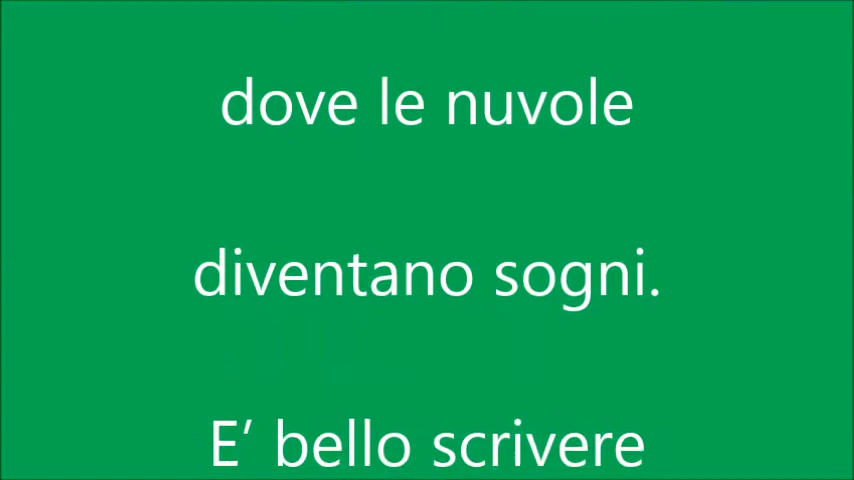 dove le nuvole
diventano sogni.
E’ bello scrivere